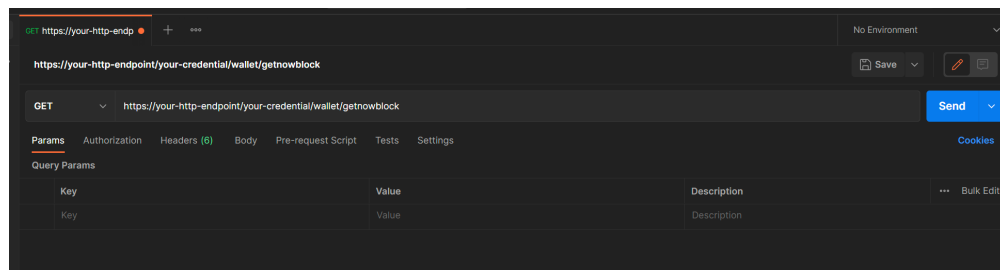 GET https://your-http-endp No Environment
https://your-http-endpoint/your-credential/wallet/getnowblock Save
GET https://your-http-endpoint/your-credential/wallet/getnowblock Send
Params Authorization Headers (6) Body Pre-request Script Tests Settings Cookies
Query Params
Key Value Description Bulk Edit
Key Value Description